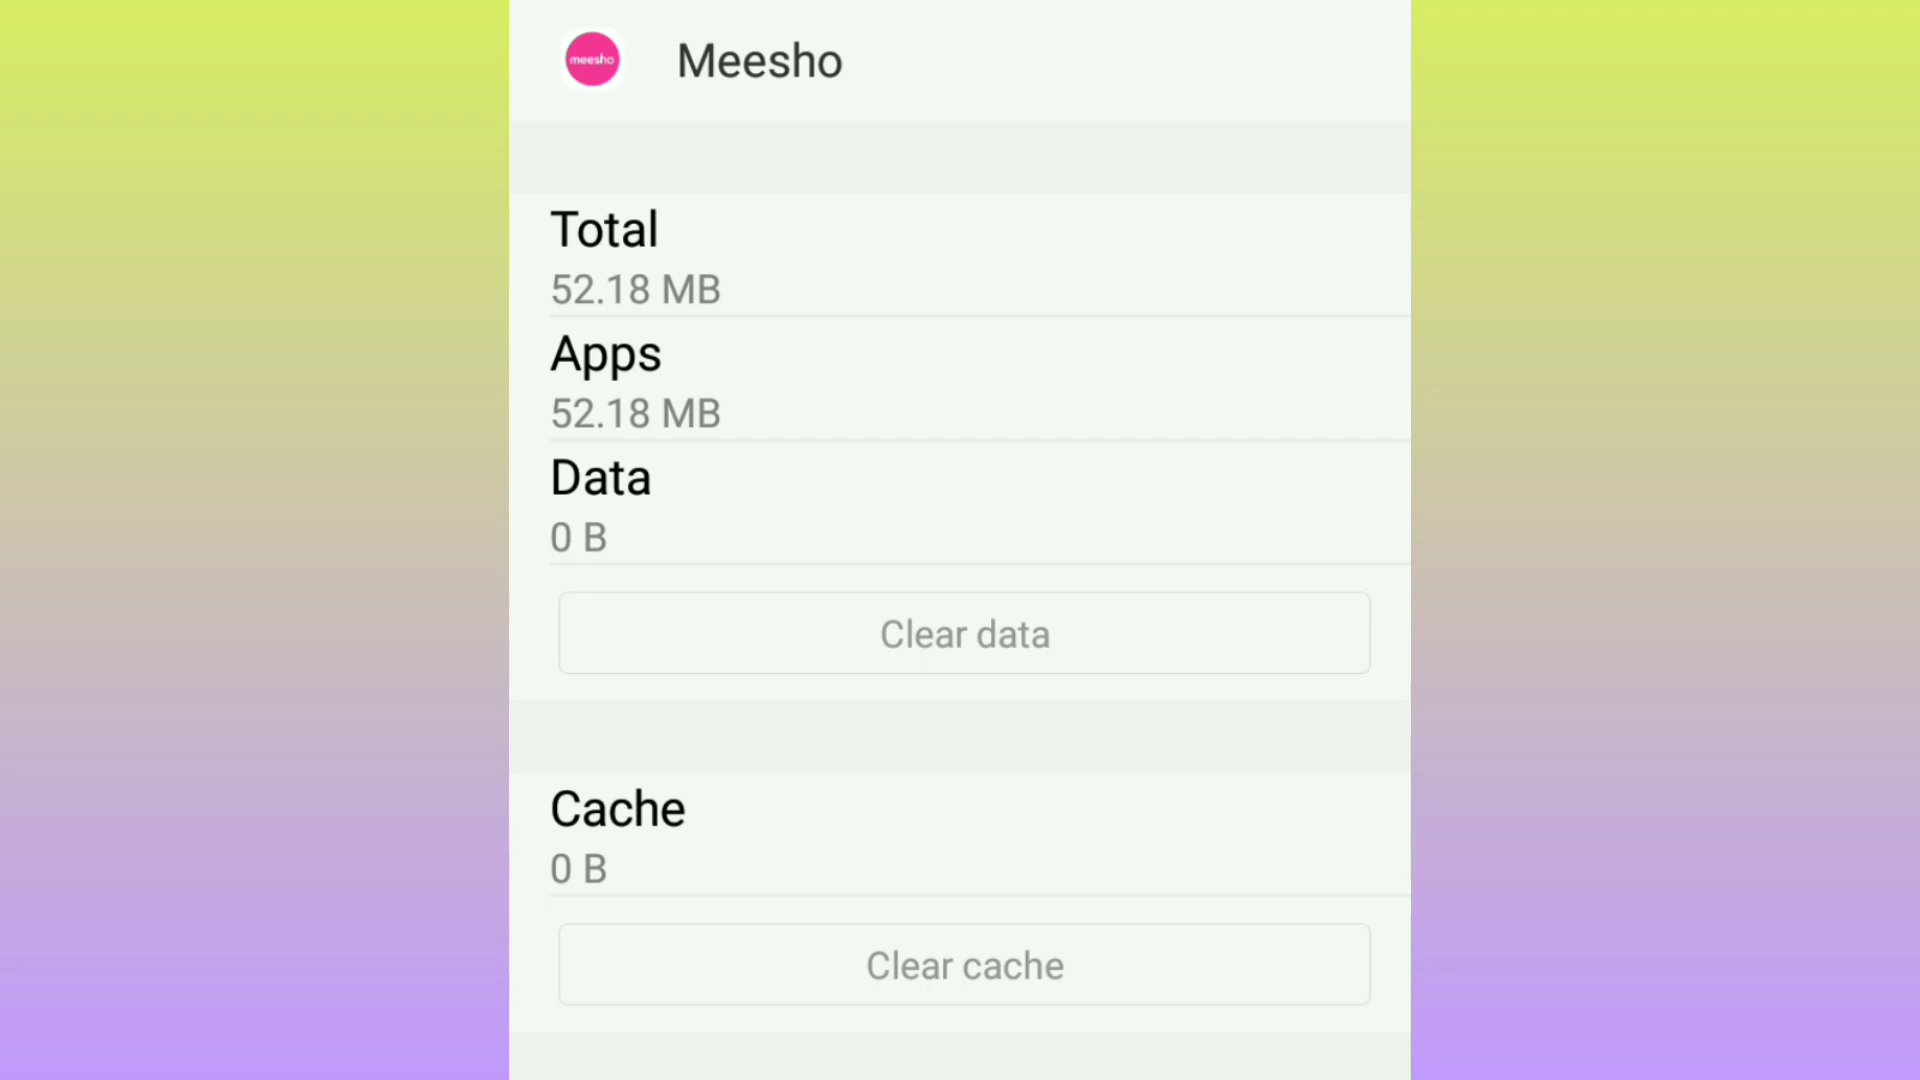 meesho
Meesho
Total
52.18 MB
Apps
52.18 MB
Data
0 B
Clear data
Cache
0 B
Clear cache